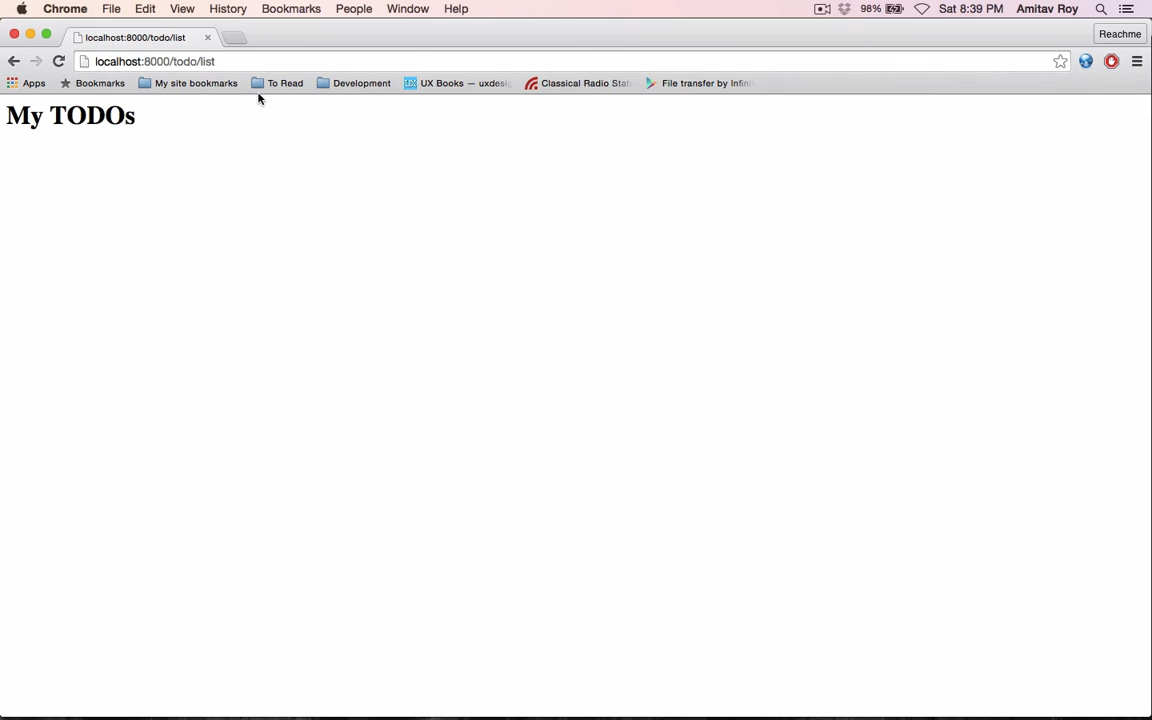 Chrome File Edit View History Bookmarks People Window Help 98% Sat 8:39 PM Amitav Roy
localhost:8000/todo/list Reachme
localhost:8000/todo/list
Apps Bookmarks My site bookmarks To Read Development UX Books — uxdesig Classical Radio Stat File transfer by Infini
My TODOs